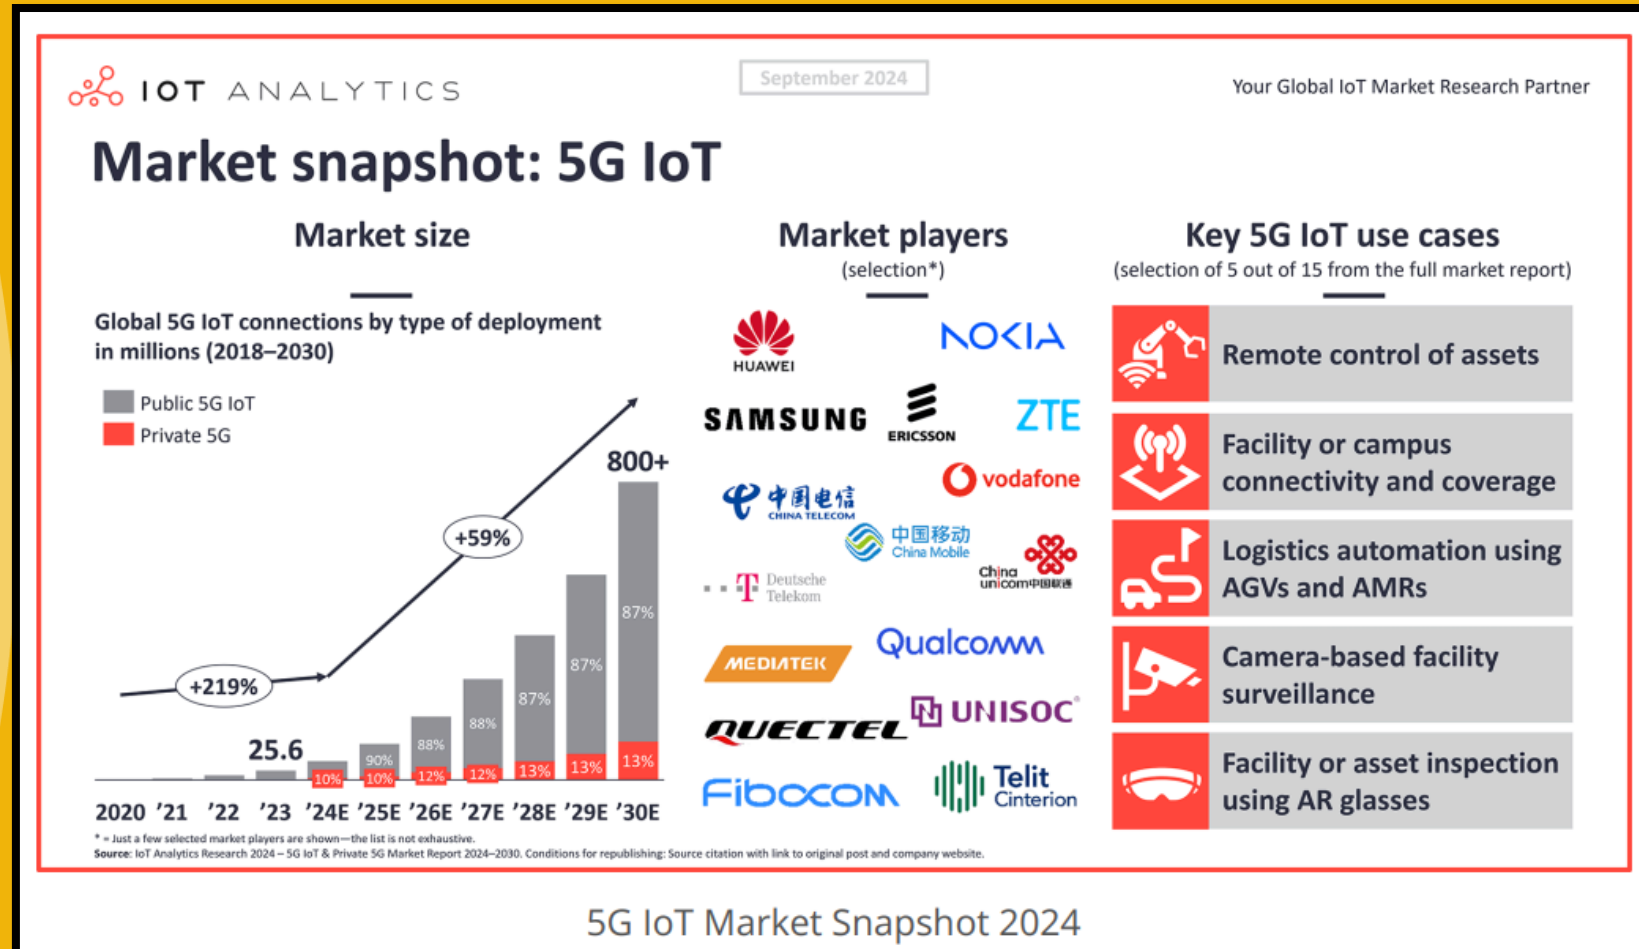 IOT ANALYTICS
September 2024
Your Global IoT Market Research Partner
Market snapshot: 5G IoT
Market size
Global 5G IoT connections by type of deployment
in millions (2018–2030)
Public 5G IoT
Private 5G
+219%
+59%
25.6
800+
10%
90%
10%
88%
12%
88%
12%
87%
13%
87%
13%
87%
13%
2020 ’21 ’22 ’23 ’24E ’25E ’26E ’27E ’28E ’29E ’30E
Market players
(selection*)
HUAWEI
NOKIA
SAMSUNG
ERICSSON
ZTE
中国电信
CHINA TELECOM
vodafone
中国移动
China Mobile
China
unicom中国联通
T Deutsche
Telekom
MEDIATEK
Qualcomm
QUECTEL
UNISOC®
Fibocom
Telit
Cinterion
Key 5G IoT use cases
(selection of 5 out of 15 from the full market report)
Remote control of assets
Facility or campus
connectivity and coverage
Logistics automation using
AGVs and AMRs
Camera-based facility
surveillance
Facility or asset inspection
using AR glasses
* = Just a few selected market players are shown—the list is not exhaustive.
Source: IoT Analytics Research 2024 – 5G IoT & Private 5G Market Report 2024–2030. Conditions for republishing: Source citation with link to original post and company website.
5G IoT Market Snapshot 2024